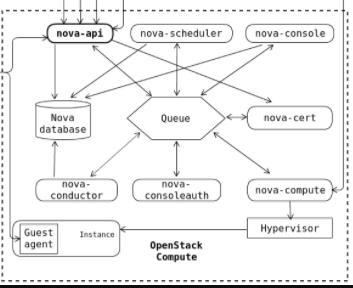 nova-api
nova-scheduler
nova-console
Nova
database
Queue
nova-cert
nova-
conductor
nova-
consoleauth
nova-compute
Hypervisor
Guest
agent
Instance
OpenStack
Compute